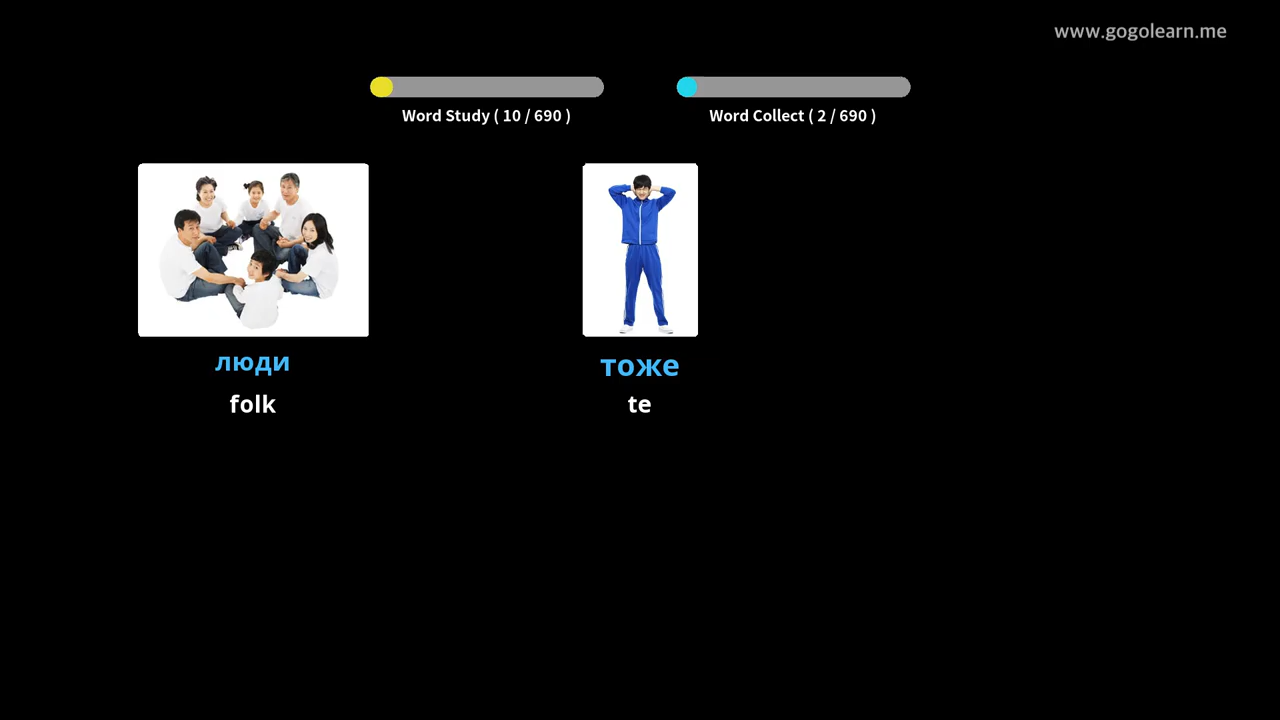 www.gogolearn.me
Word Study ( 10 / 690 )
Word Collect ( 2 / 690 )
люди
folk
тоже
te